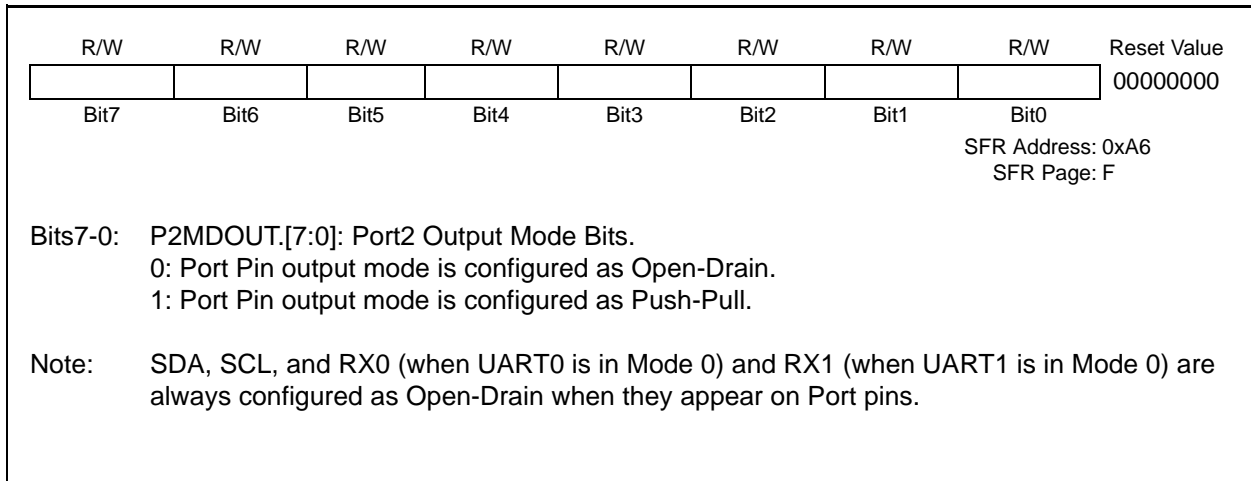 R/W R/W R/W R/W R/W R/W R/W R/W Reset Value
00000000
Bit7 Bit6 Bit5 Bit4 Bit3 Bit2 Bit1 Bit0
SFR Address: 0xA6
SFR Page: F
Bits7-0: P2MDOUT.[7:0]: Port2 Output Mode Bits.
0: Port Pin output mode is configured as Open-Drain.
1: Port Pin output mode is configured as Push-Pull.
Note: SDA, SCL, and RX0 (when UART0 is in Mode 0) and RX1 (when UART1 is in Mode 0) are
always configured as Open-Drain when they appear on Port pins.